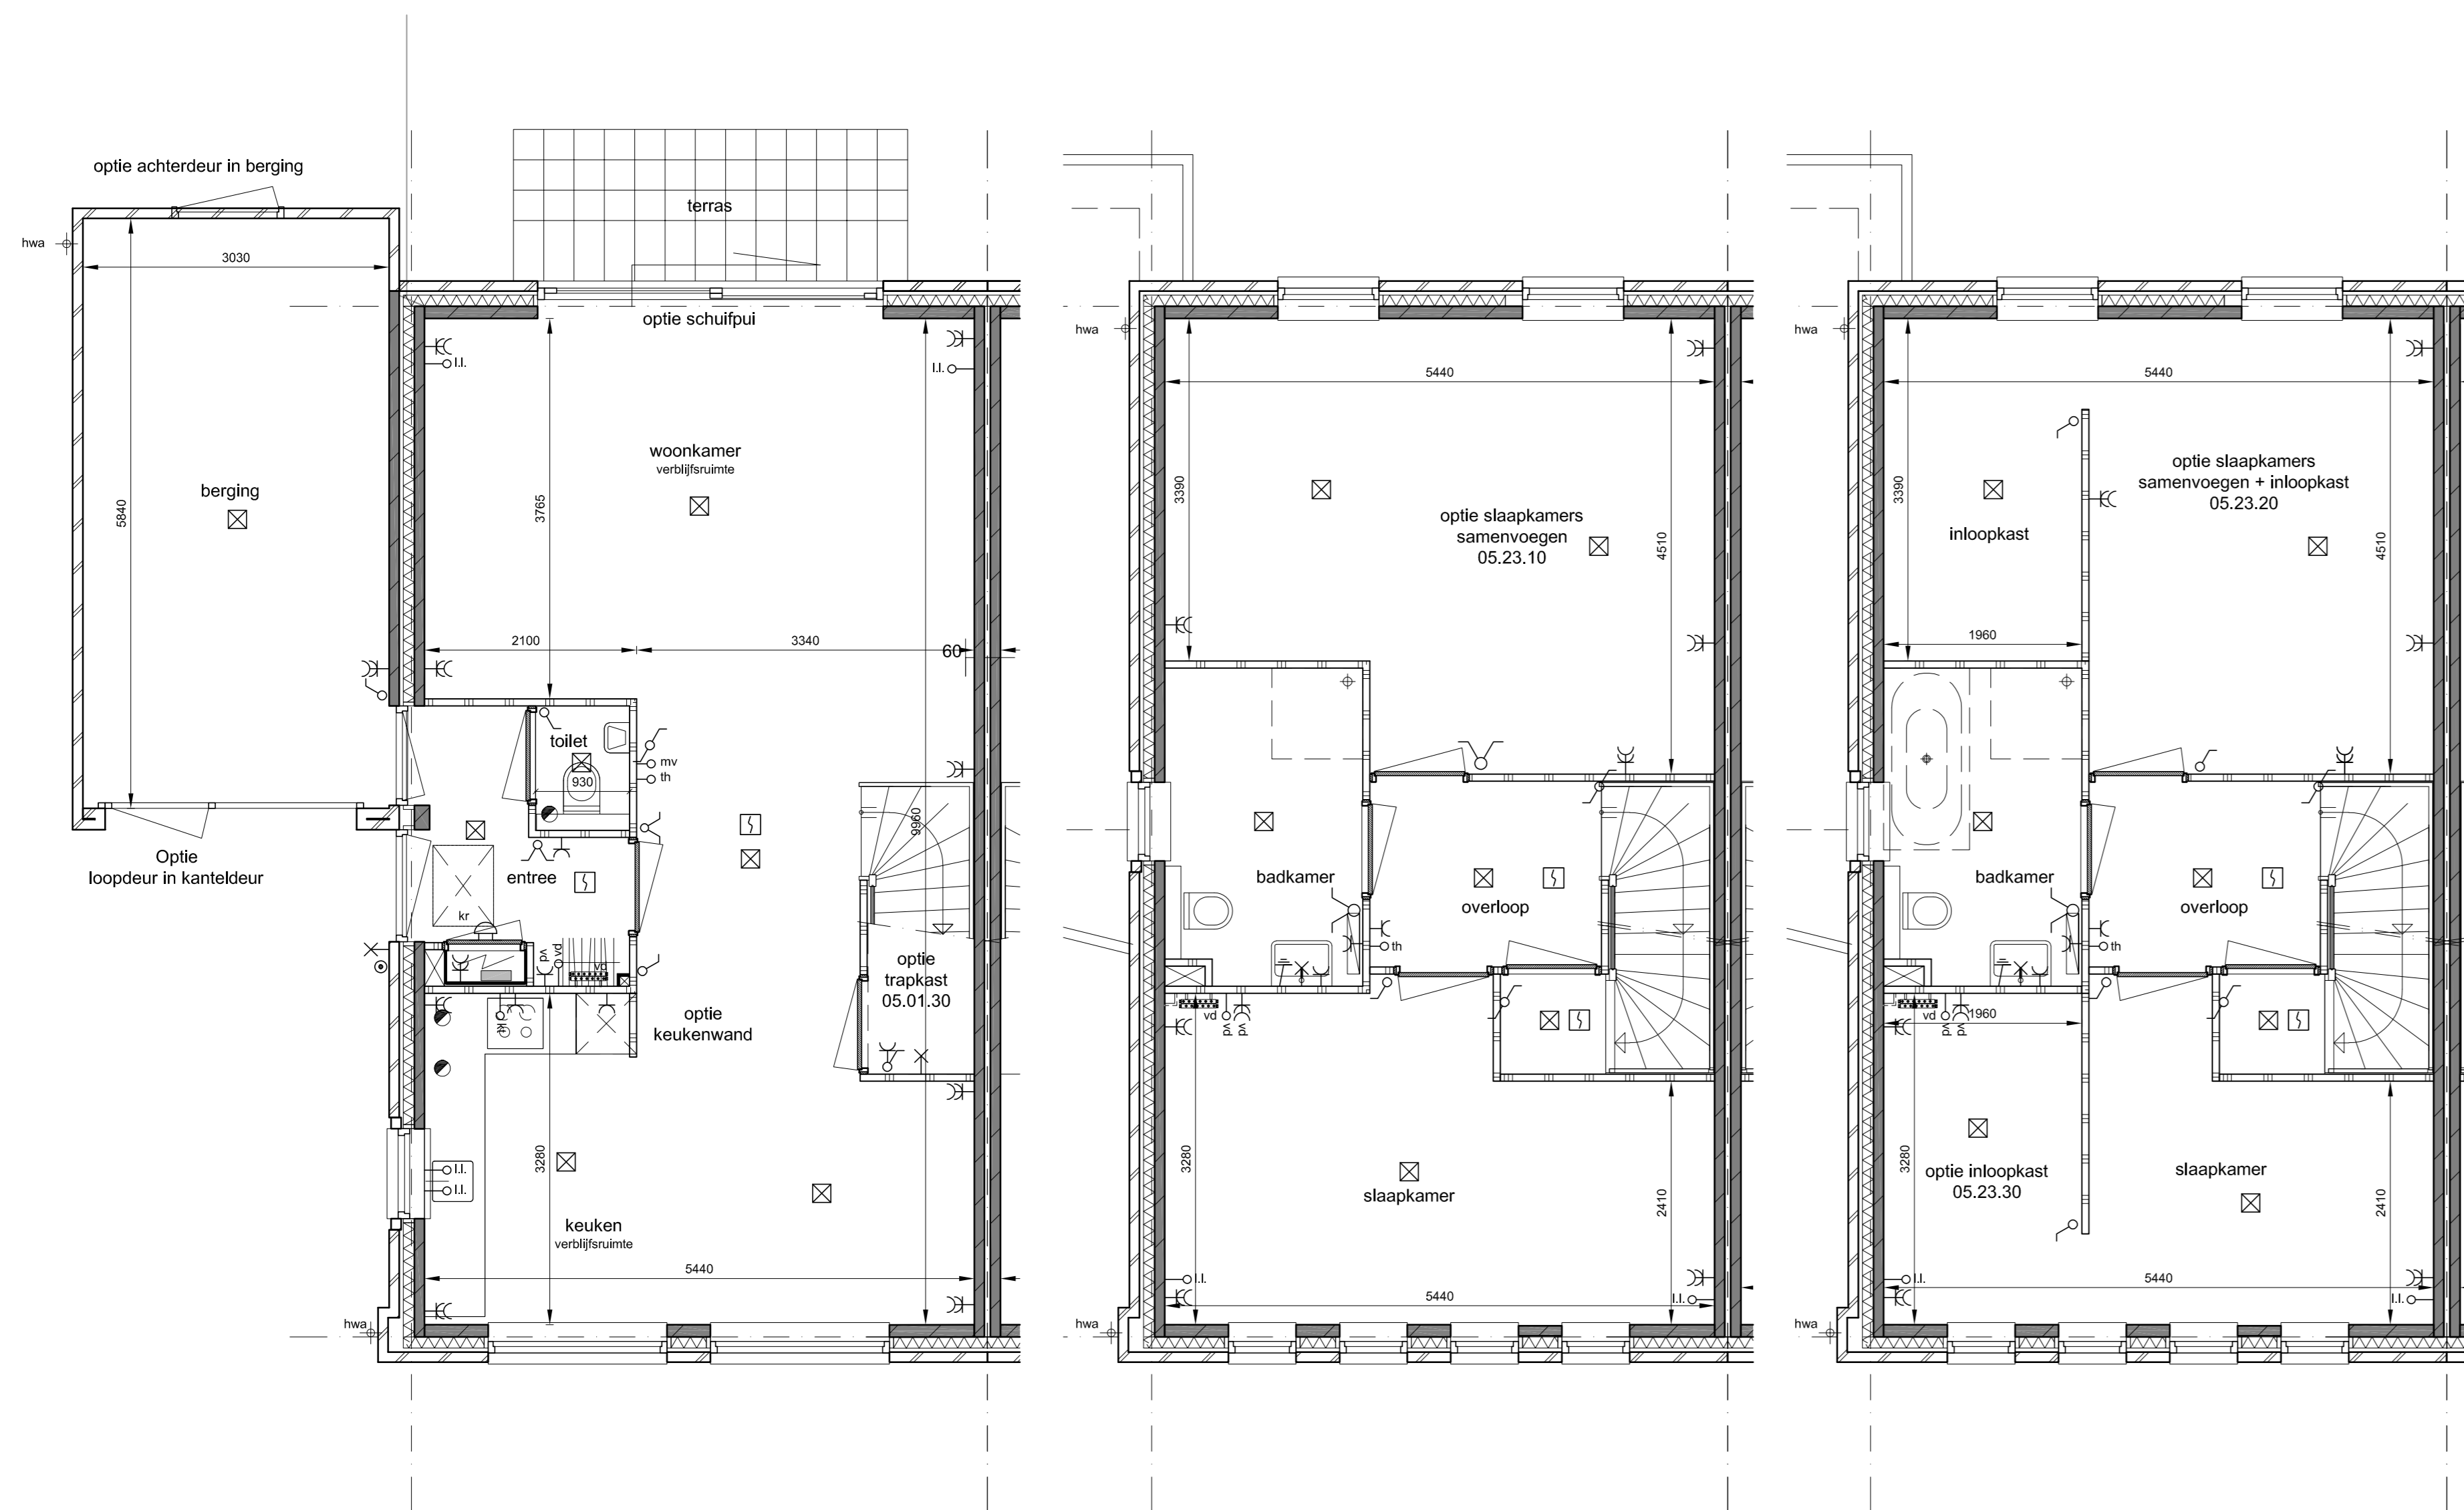 optie achterdeur in berging
hwa
3030
5840
berging
Optie
loopdeur in kanteldeur
terras
optie schuifpui
l.l.
l.l.
woonkamer
verblijfsruimte
3765
2100
3340
60
toilet
930
mv
th
9960
entree
kr
vd
vd
vd
kt
optie
trapkast
05.01.30
optie
keukenwand
l.l.
l.l.
3280
keuken
verblijfsruimte
5440
hwa
hwa
5440
3390
optie slaapkamers
samenvoegen
05.23.10
4510
badkamer
overloop
th
vd
vd
vd
3280
slaapkamer
2410
l.l.
5440
l.l.
hwa
hwa
5440
3390
optie slaapkamers
samenvoegen + inloopkast
05.23.20
inloopkast
4510
1960
badkamer
overloop
th
vd
vd
vd
1960
3280
optie inloopkast
05.23.30
slaapkamer
2410
l.l.
5440
l.l.
hwa